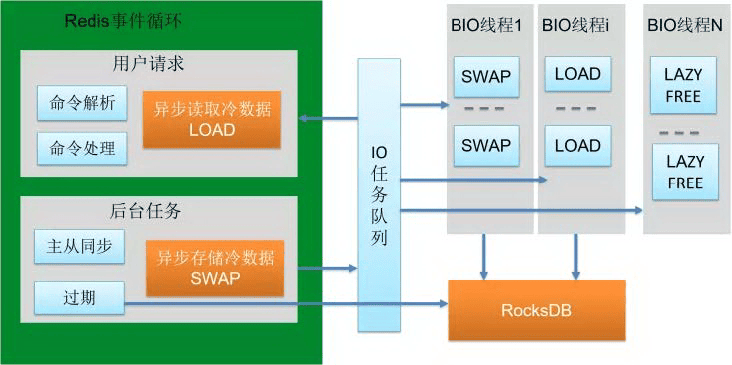 Redis事件循环
用户请求
命令解析
命令处理
异步读取冷数据
LOAD
后台任务
主从同步
过期
异步存储冷数据
SWAP
IO
任
务
队
列
BIO线程1
SWAP
SWAP
BIO线程i
LOAD
LOAD
BIO线程N
LAZY
FREE
LAZY
FREE
RocksDB